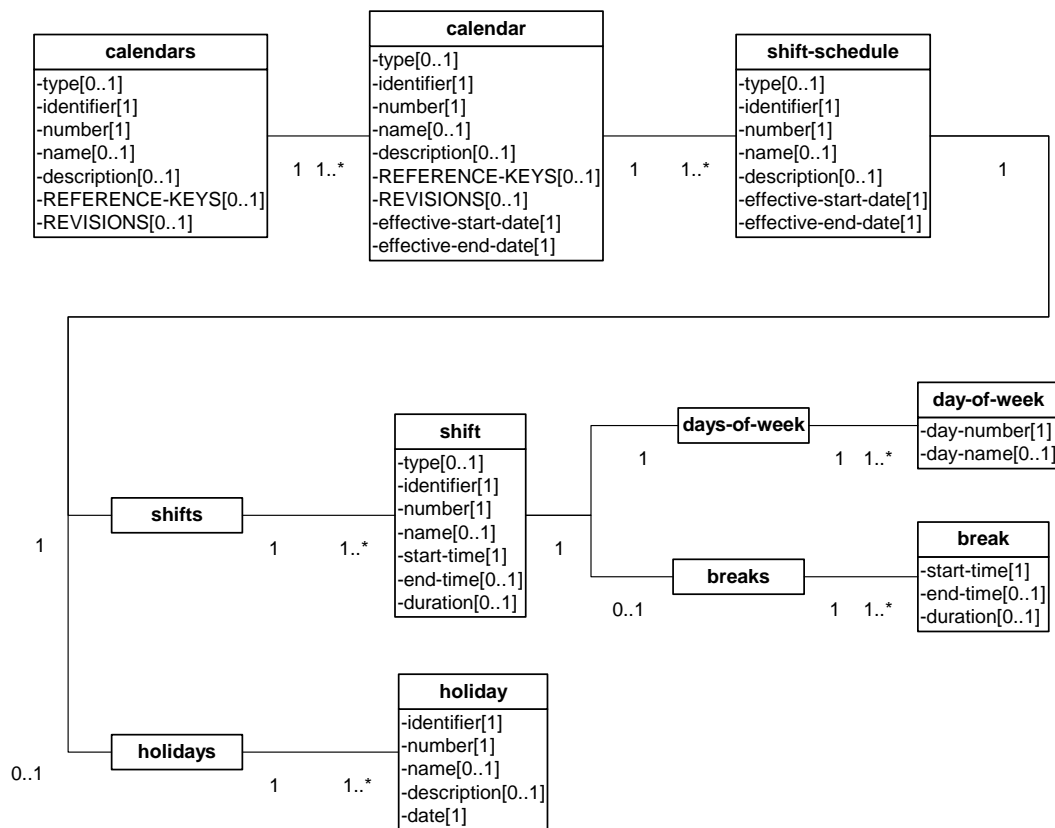 calendars
-type[0..1]
-identifier[1]
-number[1]
-name[0..1]
-description[0..1]
-REFERENCE-KEYS[0..1]
-REVISIONS[0..1]
1 1..*
calendar
-type[0..1]
-identifier[1]
-number[1]
-name[0..1]
-description[0..1]
-REFERENCE-KEYS[0..1]
-REVISIONS[0..1]
-effective-start-date[1]
-effective-end-date[1]
1 1..*
shift-schedule
-type[0..1]
-identifier[1]
-number[1]
-name[0..1]
-description[0..1]
-effective-start-date[1]
-effective-end-date[1]
1
1
shifts
1 1..*
shift
-type[0..1]
-identifier[1]
-number[1]
-name[0..1]
-start-time[1]
-end-time[0..1]
-duration[0..1]
1
1
days-of-week
1 1..*
day-of-week
-day-number[1]
-day-name[0..1]
0..1
breaks
1 1..*
break
-start-time[1]
-end-time[0..1]
-duration[0..1]
0..1
holidays
1 1..*
holiday
-identifier[1]
-number[1]
-name[0..1]
-description[0..1]
-date[1]